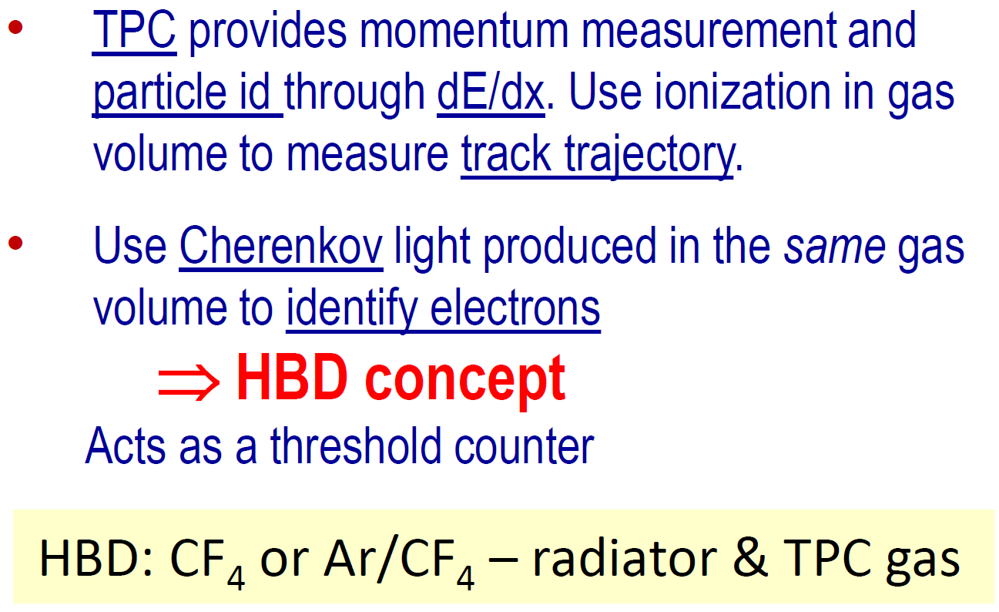 • TPC provides momentum measurement and
particle id through dE/dx. Use ionization in gas
volume to measure track trajectory.
• Use Cherenkov light produced in the same gas
volume to identify electrons
⇒ HBD concept
Acts as a threshold counter
HBD: CF₄ or Ar/CF₄ – radiator & TPC gas